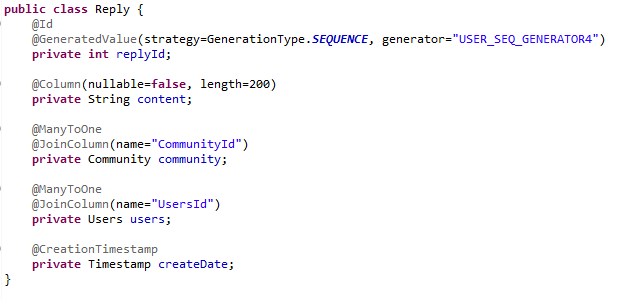 public class Reply {
@Id
@GeneratedValue(strategy=GenerationType.SEQUENCE, generator="USER_SEQ_GENERATOR4")
private int replyId;
@Column(nullable=false, length=200)
private String content;
@ManyToOne
@JoinColumn(name="CommunityId")
private Community community;
@ManyToOne
@JoinColumn(name="UsersId")
private Users users;
@CreationTimestamp
private Timestamp createDate;
}